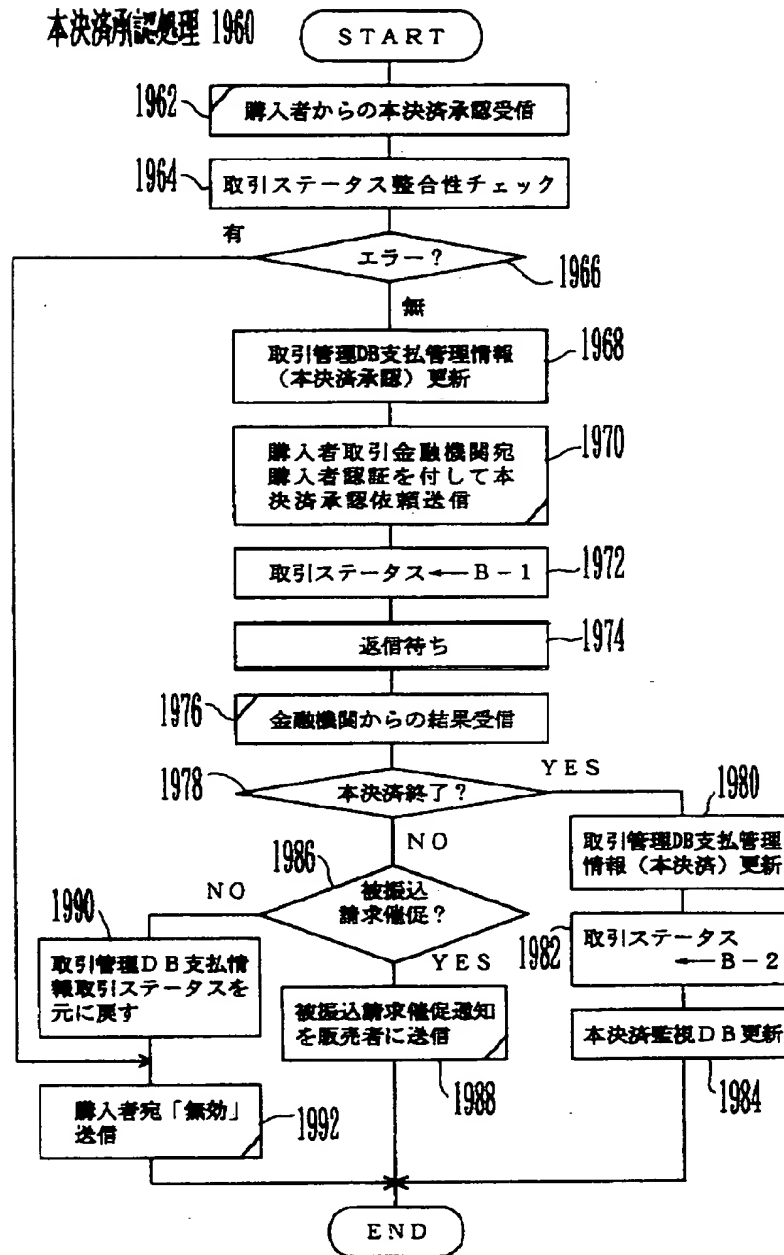 本決済承認処理 1960
START
1962
購入者からの本決済承認受信
1964
取引ステータス整合性チェック
有
エラー?
1966
無
取引管理DB支払管理情報
(本決済承認)更新
1968
購入者取引金融機関宛
購入者認証を付して本
決済承認依頼送信
1970
取引ステータス←B-1
1972
返信待ち
1974
1976
金融機関からの結果受信
1978
本決済終了?
YES
NO
1980
取引管理DB支払管理
情報(本決済)更新
1986
被振込
請求催促?
NO
YES
1990
取引管理DB支払情
報取引ステータスを
元に戻す
1982
取引ステータス
←B-2
被振込請求催促通知
を販売者に送信
1988
本決済監視DB更新
1984
購入者宛「無効」
送信
1992
END